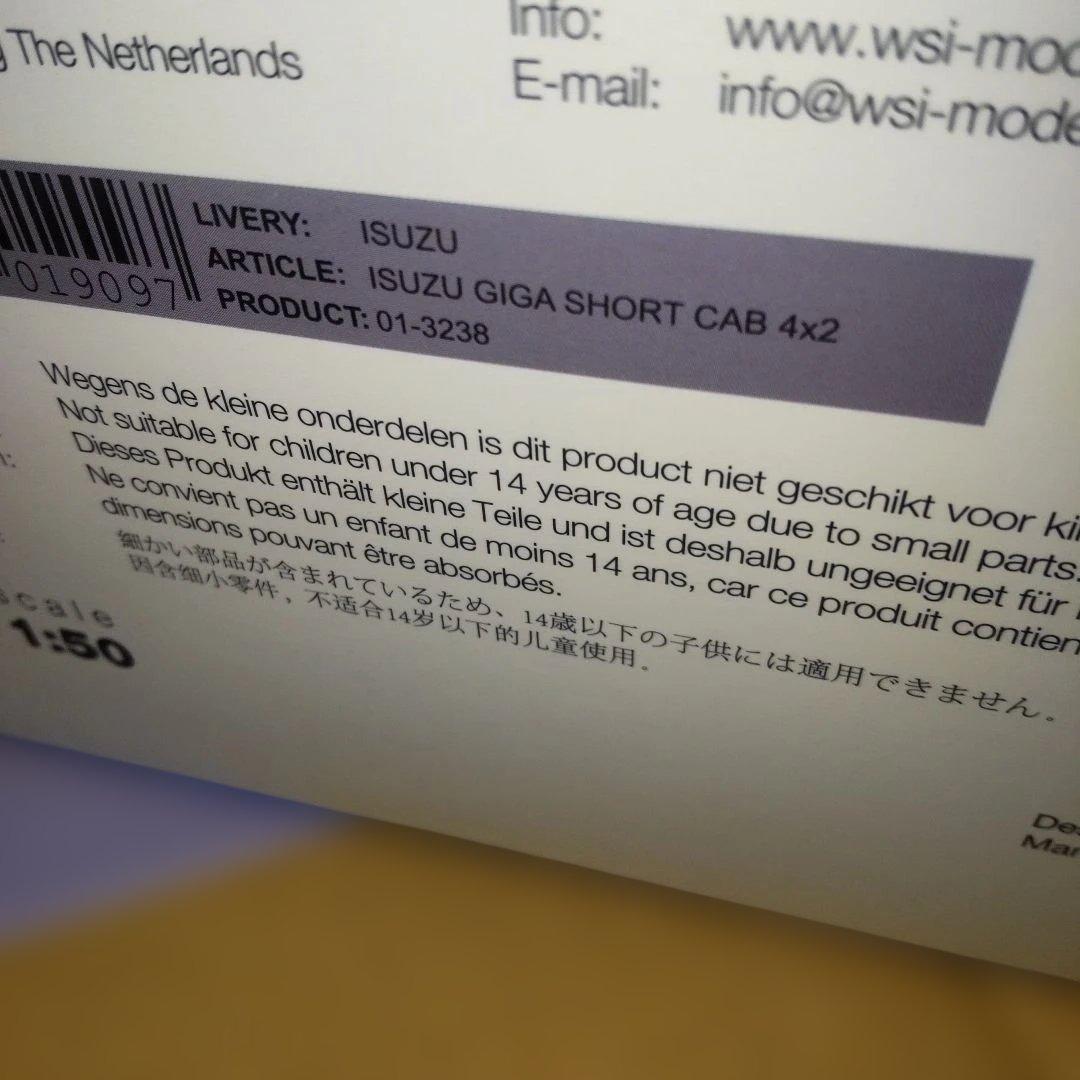 The Netherlands
Info: www.wsi-mod
E-mail: info@wsi-mode
LIVERY: ISUZU
ARTICLE: ISUZU GIGA SHORT CAB 4x2
PRODUCT: 01-3238
019097
Wegens de kleine onderdelen is dit product niet geschikt voor ki
Not suitable for children under 14 years of age due to small parts.
Dieses Produkt enthält kleine Teile und ist deshalb ungeeignet für
Ne convient pas un enfant de moins 14 ans, car ce produit contien
dimensions pouvant être absorbés.
細かい部品が含まれているため、14歳以下の子供には適用できません。
因含细小零件，不适合14岁以下的儿童使用。
scale
1:50
De
Mar